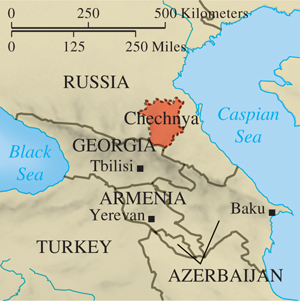 0 250 500 Kilometers
0 125 250 Miles
RUSSIA
Chechnya
Caspian
Sea
GEORGIA
Black
Sea
Tbilisi
ARMENIA
Yerevan
Baku
TURKEY
AZERBAIJAN